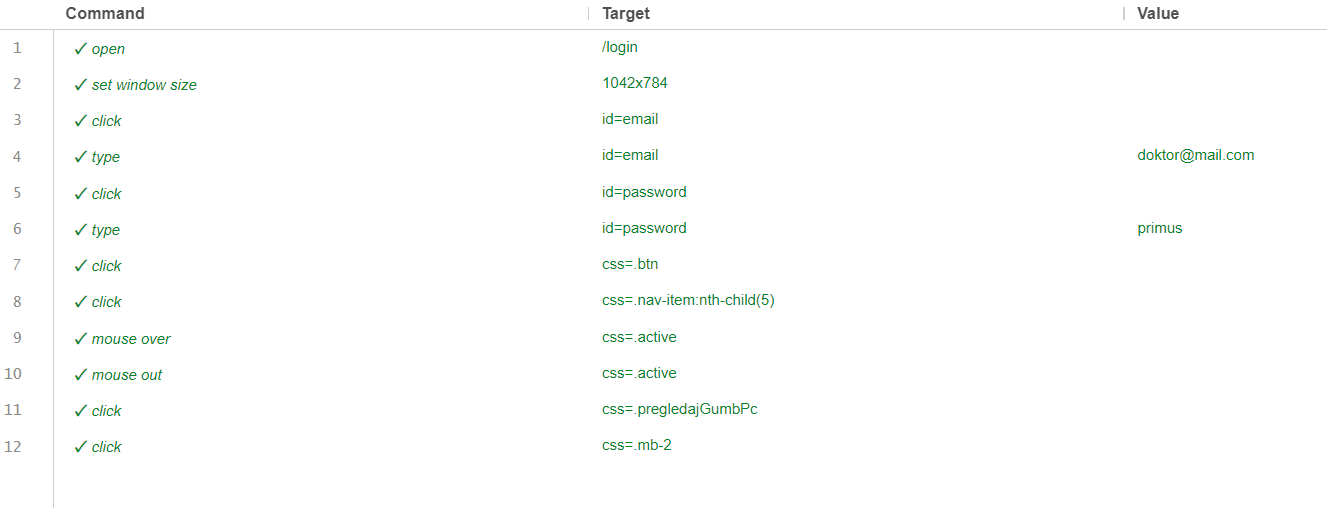 Command Target Value
1 ✓ open /login
2 ✓ set window size 1042x784
3 ✓ click id=email
4 ✓ type id=email doktor@mail.com
5 ✓ click id=password
6 ✓ type id=password primus
7 ✓ click css=.btn
8 ✓ click css=.nav-item:nth-child(5)
9 ✓ mouse over css=.active
10 ✓ mouse out css=.active
11 ✓ click css=.pregledajGumbPc
12 ✓ click css=.mb-2